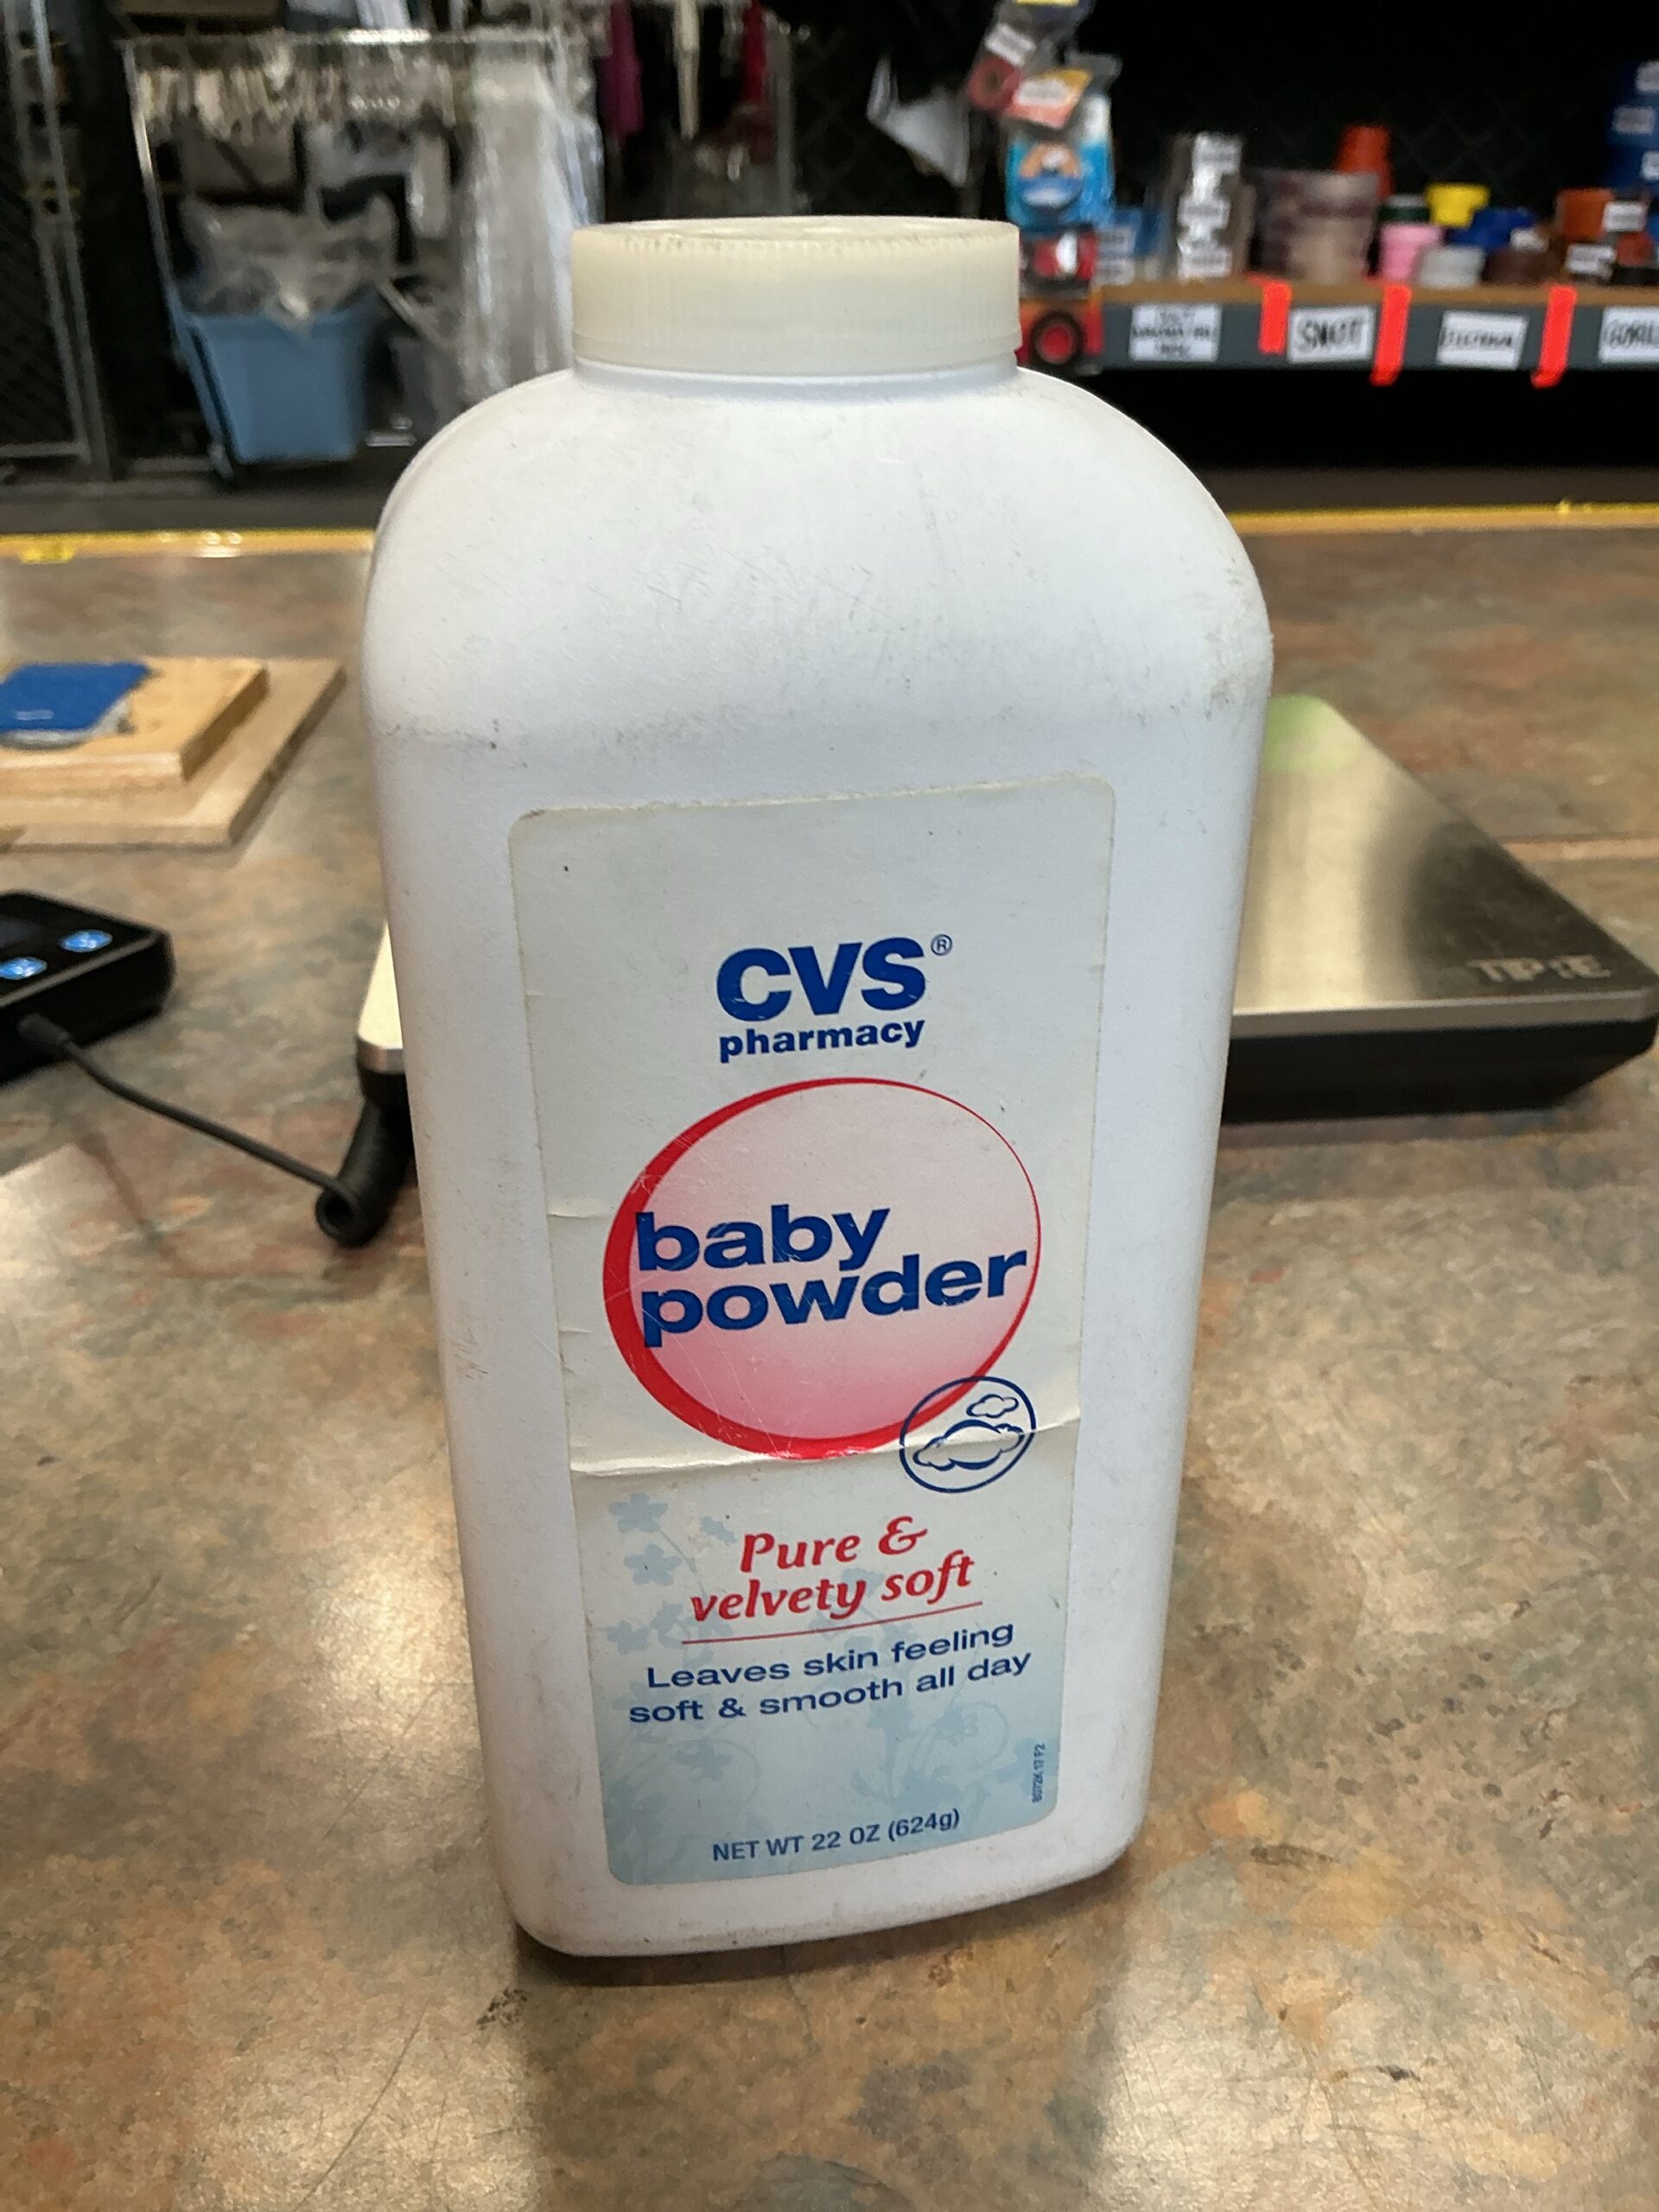 CVS®
pharmacy
baby
powder
Pure &
velvety soft
Leaves skin feeling
soft & smooth all day
NET WT 22 OZ (624g)